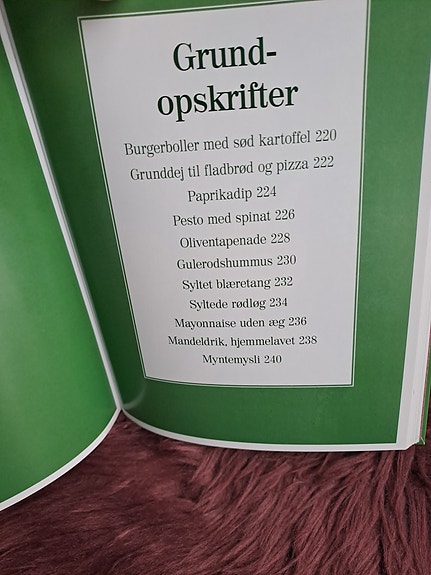 Grund-
opskrifter
Burgerboller med sød kartoffel 220
Grunddej til fladbrød og pizza 222
Paprikadip 224
Pesto med spinat 226
Oliventapenade 228
Gulerodshummus 230
Syltet blæretang 232
Syltede rødløg 234
Mayonnaise uden æg 236
Mandeldrik, hjemmelavet 238
Myntemysli 240